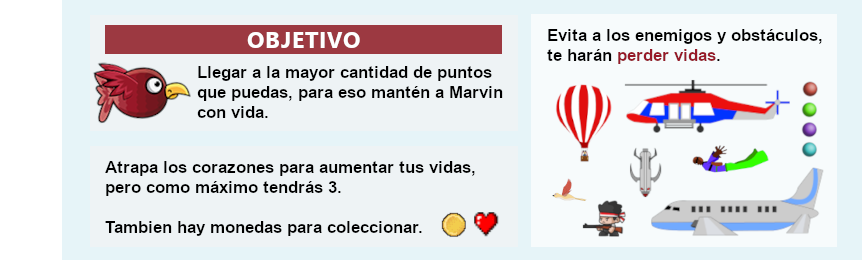 OBJETIVO
Llegar a la mayor cantidad de puntos
que puedas, para eso mantén a Marvin
con vida.
Atrapa los corazones para aumentar tus vidas,
pero como máximo tendrás 3.
Tambien hay monedas para coleccionar.
Evita a los enemigos y obstáculos,
te harán perder vidas.